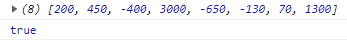 ▶ (8) [200, 450, -400, 3000, -650, -130, 70, 1300]
true